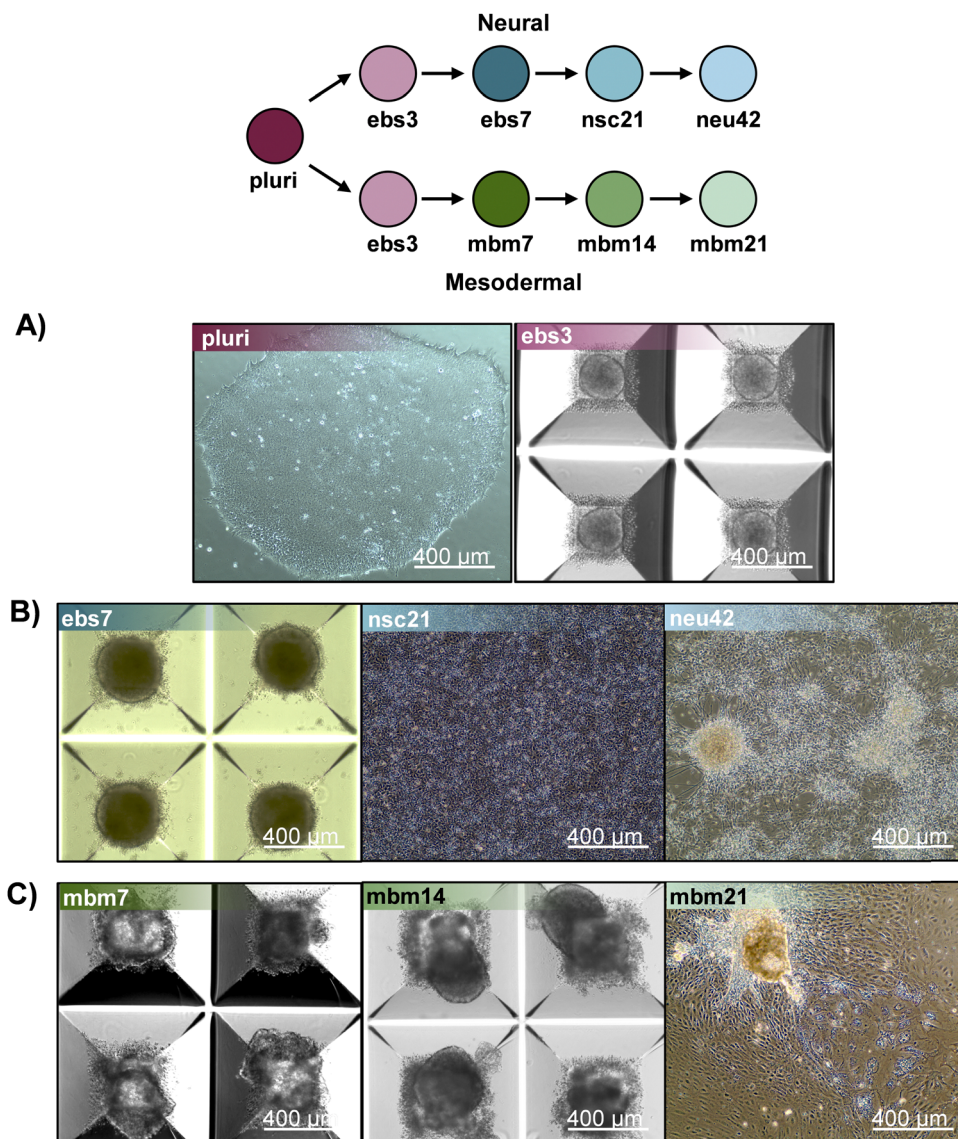 Neural
ebs3 ebs7 nsc21 neu42
pluri
ebs3 mbm7 mbm14 mbm21
Mesodermal
A)
pluri ebs3
400 µm 400 µm
B)
ebs7 nsc21 neu42
400 µm 400 µm 400 µm
C)
mbm7 mbm14 mbm21
400 µm 400 µm 400 µm